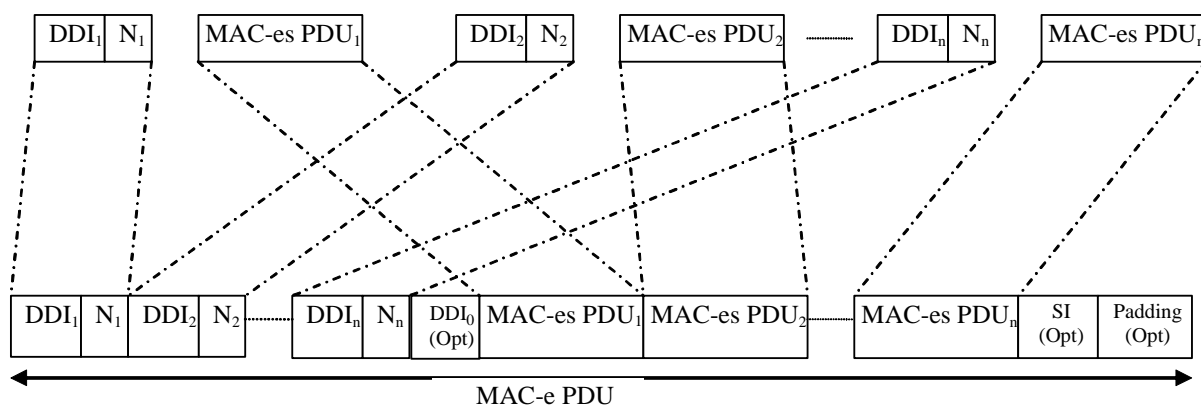 DDI₁ N₁ MAC-es PDU₁ DDI₂ N₂ MAC-es PDU₂ DDIₙ Nₙ MAC-es PDUₙ
DDI₁ N₁ DDI₂ N₂ DDIₙ Nₙ DDI₀ (Opt) MAC-es PDU₁ MAC-es PDU₂ MAC-es PDUₙ SI (Opt) Padding (Opt)
MAC-e PDU